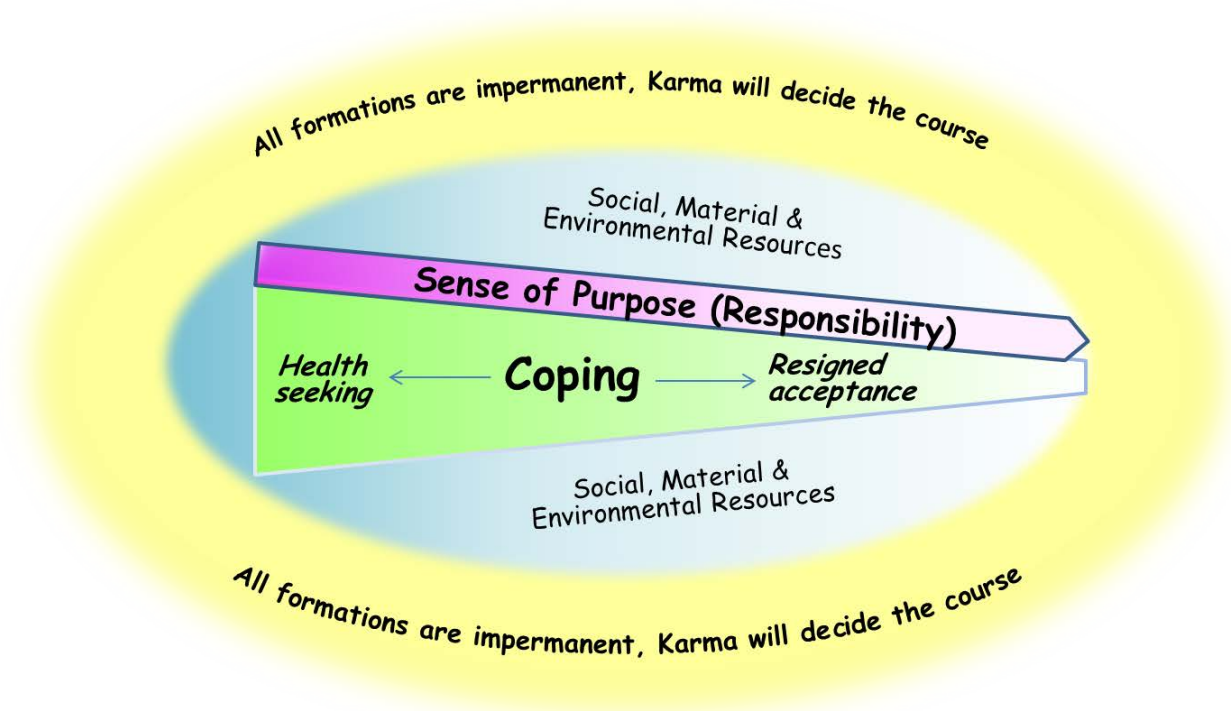 All formations are impermanent, Karma will decide the course
Social, Material &
Environmental Resources
Sense of Purpose (Responsibility)
Health
seeking
Coping
Resigned
acceptance
Social, Material &
Environmental Resources
All formations are impermanent, Karma will decide the course